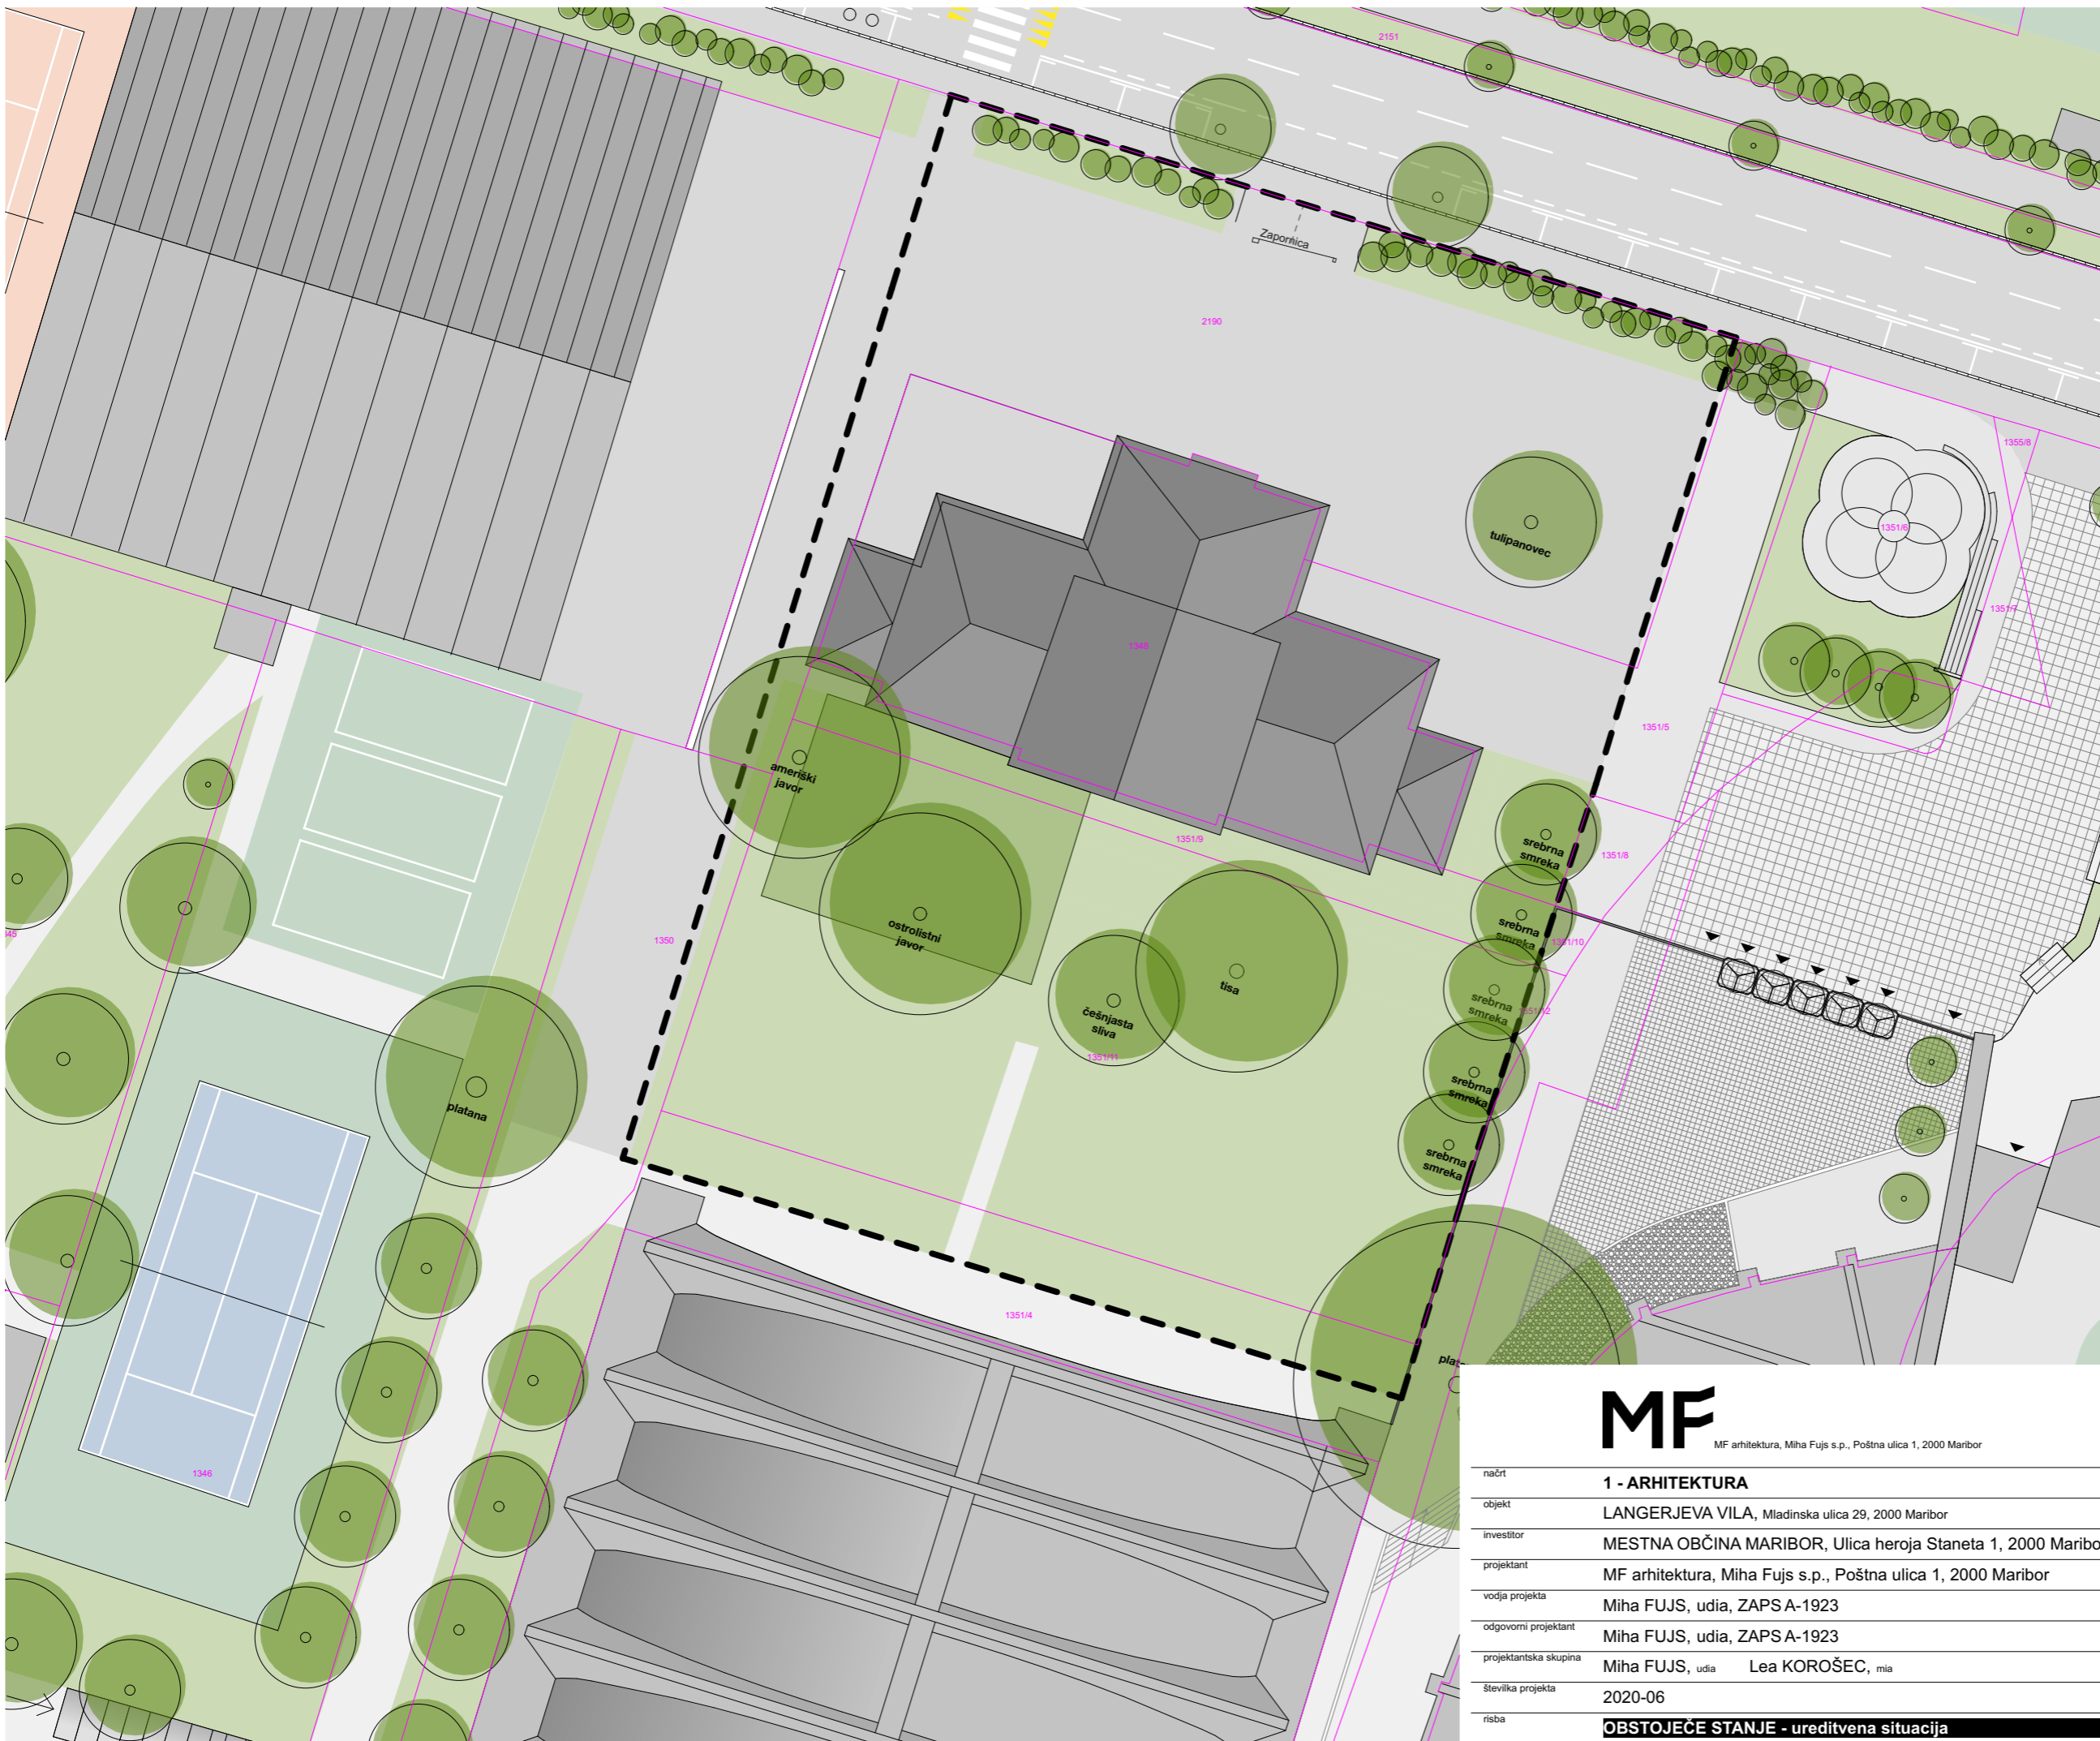 2151
Zapornica
2190
1355/8
1351/6
tulipanovec
1351/7
1348
1351/5
ameriški
javor
1351/9
srebrna
smreka
1351/8
1350
ostrolistni
javor
srebrna
smreka
1351/10
tisa
češnjasta
sliva
srebrna
smreka
1351/12
1351/11
platana
srebrna
smreka
srebrna
smreka
1351/4
1346
MF
MF arhitektura, Miha Fujs s.p., Poštna ulica 1, 2000 Maribor
načrt 1 - ARHITEKTURA
objekt LANGERJEVA VILA, Mladinska ulica 29, 2000 Maribor
investitor MESTNA OBČINA MARIBOR, Ulica heroja Staneta 1, 2000 Maribo
projektant MF arhitektura, Miha Fujs s.p., Poštna ulica 1, 2000 Maribor
vodja projekta Miha FUJS, udia, ZAPS A-1923
odgovorni projektant Miha FUJS, udia, ZAPS A-1923
projektantska skupina Miha FUJS, udia Lea KOROŠEC, mia
številka projekta 2020-06
risba OBSTOJEČE STANJE - ureditvena situacija